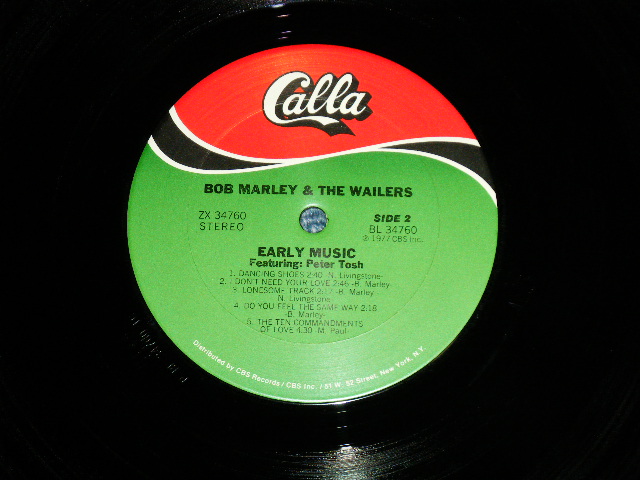 Calla
BOB MARLEY & THE WAILERS
ZX 34760
STEREO
SIDE 2
BL 34760
℗ 1977 CBS Inc.
EARLY MUSIC
Featuring: Peter Tosh
1. DANCING SHOES 2:40 -N. Livingstone-
2. I DON'T NEED YOUR LOVE 2:46 -B. Marley-
3. LONESOME TRACK 2:17 -B. Marley-
N. Livingstone-
4. DO YOU FEEL THE SAME WAY 2:18
-B. Marley-
5. THE TEN COMMANDMENTS
OF LOVE 4:30 -M. Paul-
Distributed by CBS Records / CBS Inc. / 51 W. 52 Street, New York, N.Y.